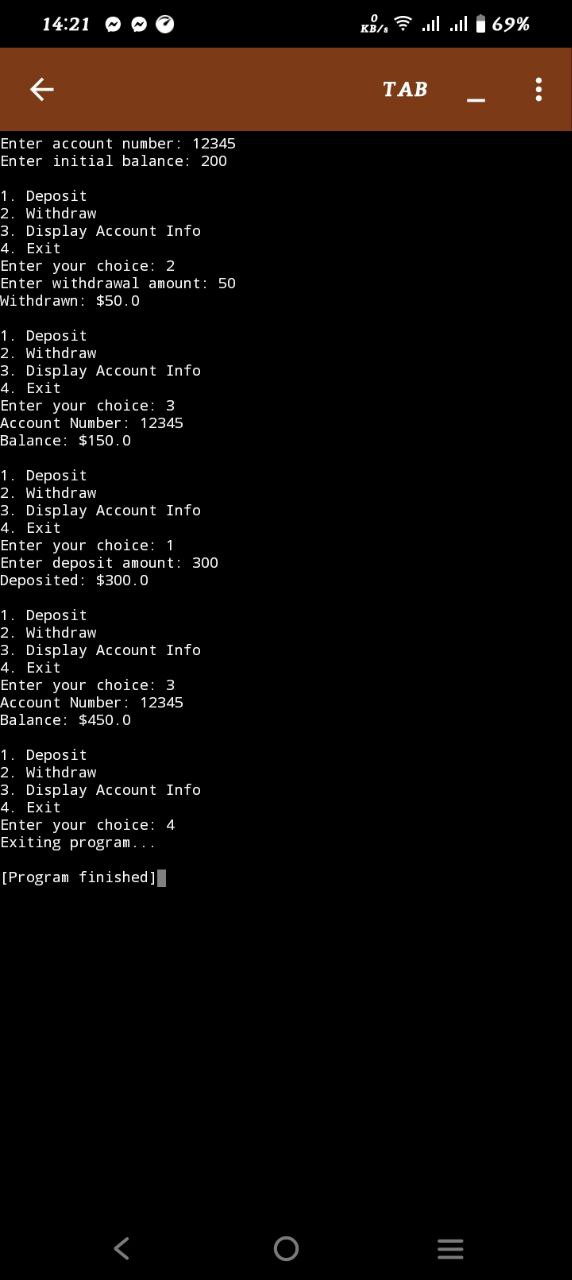 14:21 0 KB/s 69%
TAB _
Enter account number: 12345
Enter initial balance: 200
1. Deposit
2. Withdraw
3. Display Account Info
4. Exit
Enter your choice: 2
Enter withdrawal amount: 50
Withdrawn: $50.0
1. Deposit
2. Withdraw
3. Display Account Info
4. Exit
Enter your choice: 3
Account Number: 12345
Balance: $150.0
1. Deposit
2. Withdraw
3. Display Account Info
4. Exit
Enter your choice: 1
Enter deposit amount: 300
Deposited: $300.0
1. Deposit
2. Withdraw
3. Display Account Info
4. Exit
Enter your choice: 3
Account Number: 12345
Balance: $450.0
1. Deposit
2. Withdraw
3. Display Account Info
4. Exit
Enter your choice: 4
Exiting program...
[Program finished]